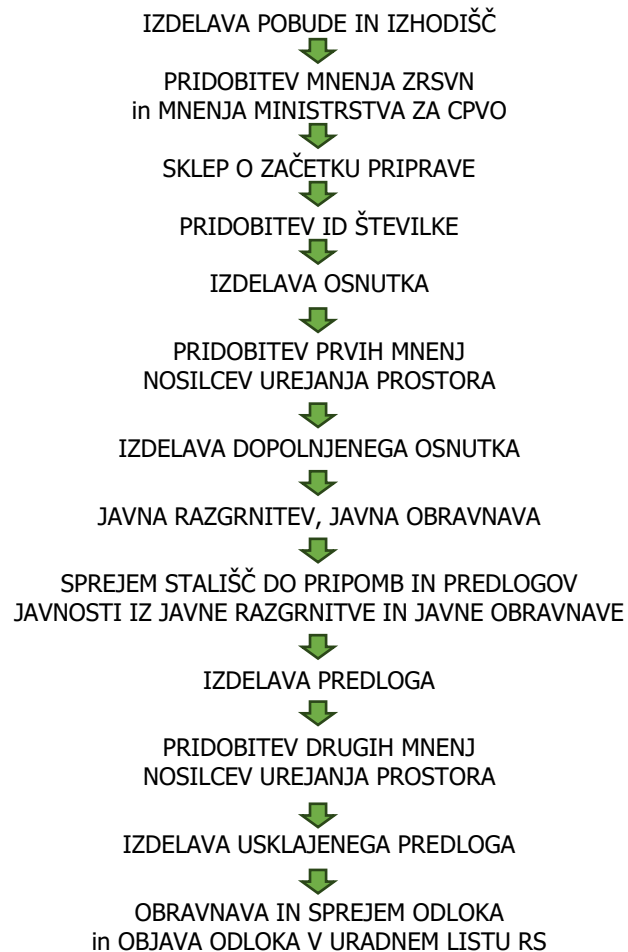 IZDELAVA POBUDE IN IZHODIŠČ
PRIDOBITEV MNENJA ZRSVN
in MNENJA MINISTRSTVA ZA CPVO
SKLEP O ZAČETKU PRIPRAVE
PRIDOBITEV ID ŠTEVILKE
IZDELAVA OSNUTKA
PRIDOBITEV PRVIH MNENJ
NOSILCEV UREJANJA PROSTORA
IZDELAVA DOPOLNJENEGA OSNUTKA
JAVNA RAZGRNITEV, JAVNA OBRAVNAVA
SPREJEM STALIŠČ DO PRIPOMB IN PREDLOGOV
JAVNOSTI IZ JAVNE RAZGRNITVE IN JAVNE OBRAVNAVE
IZDELAVA PREDLOGA
PRIDOBITEV DRUGIH MNENJ
NOSILCEV UREJANJA PROSTORA
IZDELAVA USKLAJENEGA PREDLOGA
OBRAVNAVA IN SPREJEM ODLOKA
in OBJAVA ODLOKA V URADNEM LISTU RS